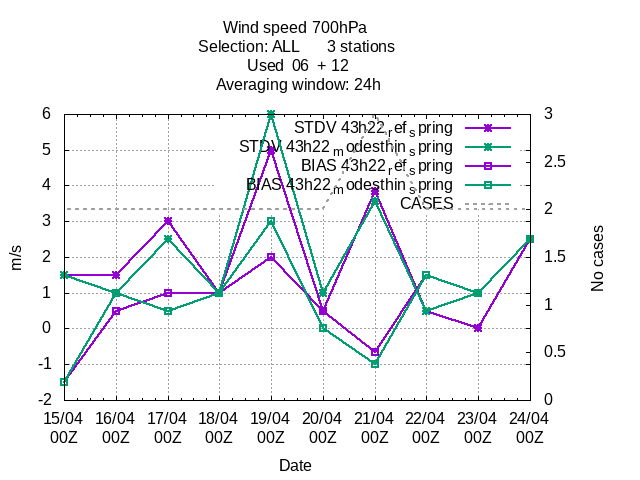 Wind speed 700hPa
Selection: ALL 3 stations
Used 06 + 12
Averaging window: 24h
6
5
4
3
2
1
0
-1
-2
m/s
3
2.5
2
1.5
1
0.5
0
No cases
STDV 43h22_ref_spring
STDV 43h22_modesthin_spring
BIAS 43h22_ref_spring
BIAS 43h22_modesthin_spring
CASES
15/04 16/04 17/04 18/04 19/04 20/04 21/04 22/04 23/04 24/04
00Z 00Z 00Z 00Z 00Z 00Z 00Z 00Z 00Z 00Z
Date